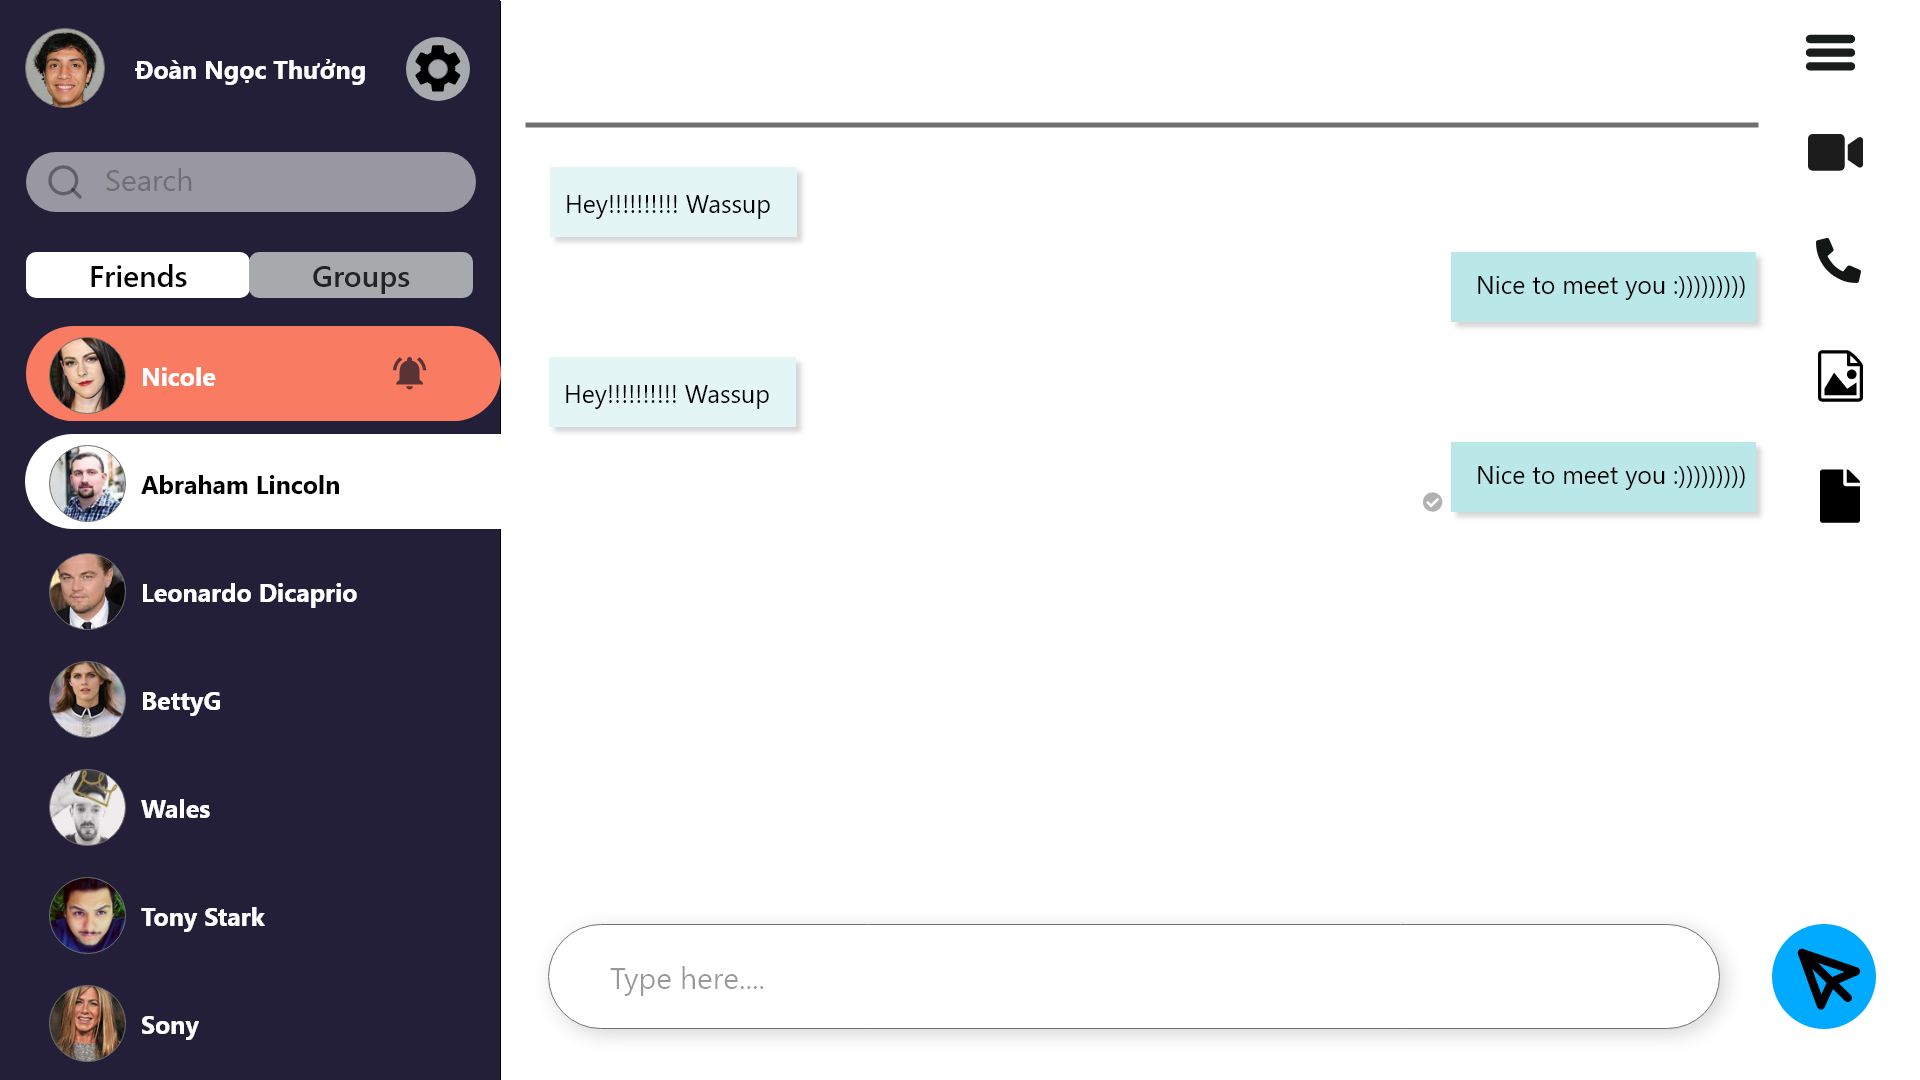 Đoàn Ngọc Thưởng
Search
Friends
Groups
Nicole
Abraham Lincoln
Leonardo Dicaprio
BettyG
Wales
Tony Stark
Sony
Hey!!!!!!!!!! Wassup
Nice to meet you :)))))))))
Hey!!!!!!!!!! Wassup
Nice to meet you :)))))))))
Type here....